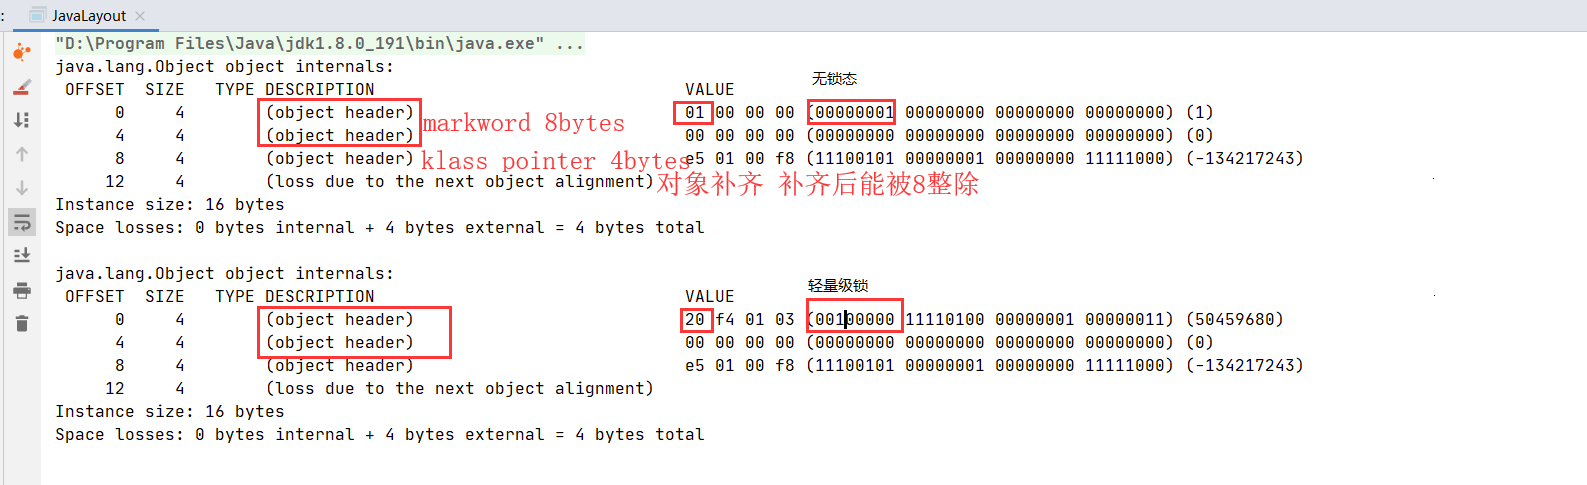 : JavaLayout ×
"D:\Program Files\Java\jdk1.8.0_191\bin\java.exe" ...
java.lang.Object object internals:
OFFSET SIZE TYPE DESCRIPTION VALUE 无锁态
0 4 (object header) 01 00 00 00 (00000001 00000000 00000000 00000000) (1)
markword 8bytes
4 4 (object header) 00 00 00 00 (00000000 00000000 00000000 00000000) (0)
8 4 (object header) klass pointer 4bytes e5 01 00 f8 (11100101 00000001 00000000 11111000) (-134217243)
12 4 (loss due to the next object alignment) 对象补齐 补齐后能被8整除
Instance size: 16 bytes
Space losses: 0 bytes internal + 4 bytes external = 4 bytes total
java.lang.Object object internals:
OFFSET SIZE TYPE DESCRIPTION VALUE 轻量级锁
0 4 (object header) 20 f4 01 03 (00100000 11110100 00000001 00000011) (50459680)
4 4 (object header) 00 00 00 00 (00000000 00000000 00000000 00000000) (0)
8 4 (object header) e5 01 00 f8 (11100101 00000001 00000000 11111000) (-134217243)
12 4 (loss due to the next object alignment)
Instance size: 16 bytes
Space losses: 0 bytes internal + 4 bytes external = 4 bytes total